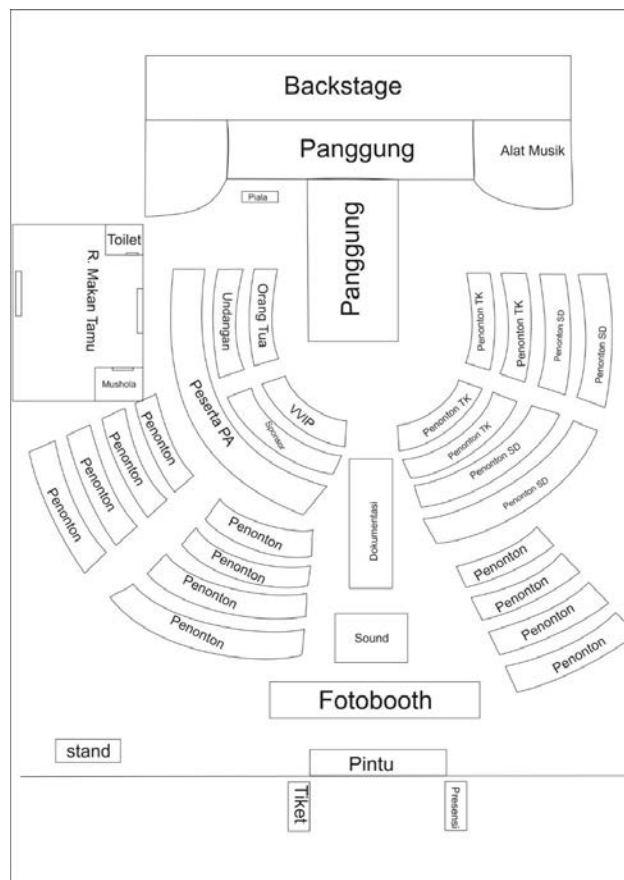 Backstage
Panggung
Alat Musik
Piala
Panggung
Toilet
R. Makan Tamu
Mushola
Orang Tua
Undangan
Peserta PA
VVIP
Sponsor
Penonton TK
Penonton TK
Penonton SD
Penonton SD
Penonton TK
Penonton TK
Penonton SD
Penonton SD
Penonton
Penonton
Penonton
Penonton
Penonton
Penonton
Penonton
Penonton
Dokumentasi
Penonton
Penonton
Penonton
Penonton
Sound
Fotobooth
stand
Pintu
Tiket
Presensi